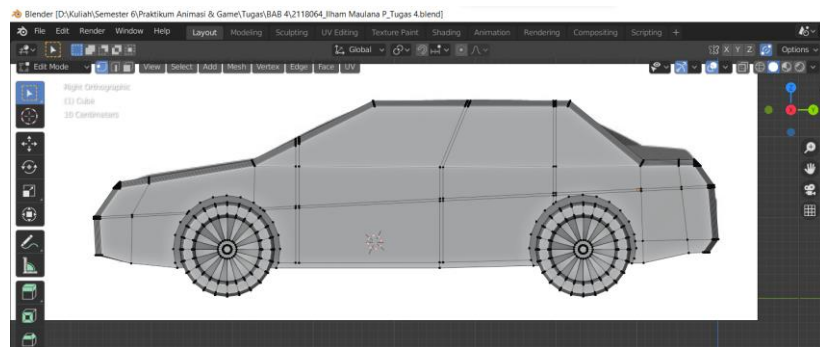 Blender [D:\Kuliah\Semester 6\Praktikum Animasi & Game\Tugas\BAB 4\2118064_Ilham Maulana P_Tugas 4.blend]
File Edit Render Window Help Layout Modeling Sculpting UV Editing Texture Paint Shading Animation Rendering Compositing Scripting +
Global X Y Z Options
Edit Mode View Select Add Mesh Vertex Edge Face UV
Right Orthographic
(1) Cube
10 Centimeters